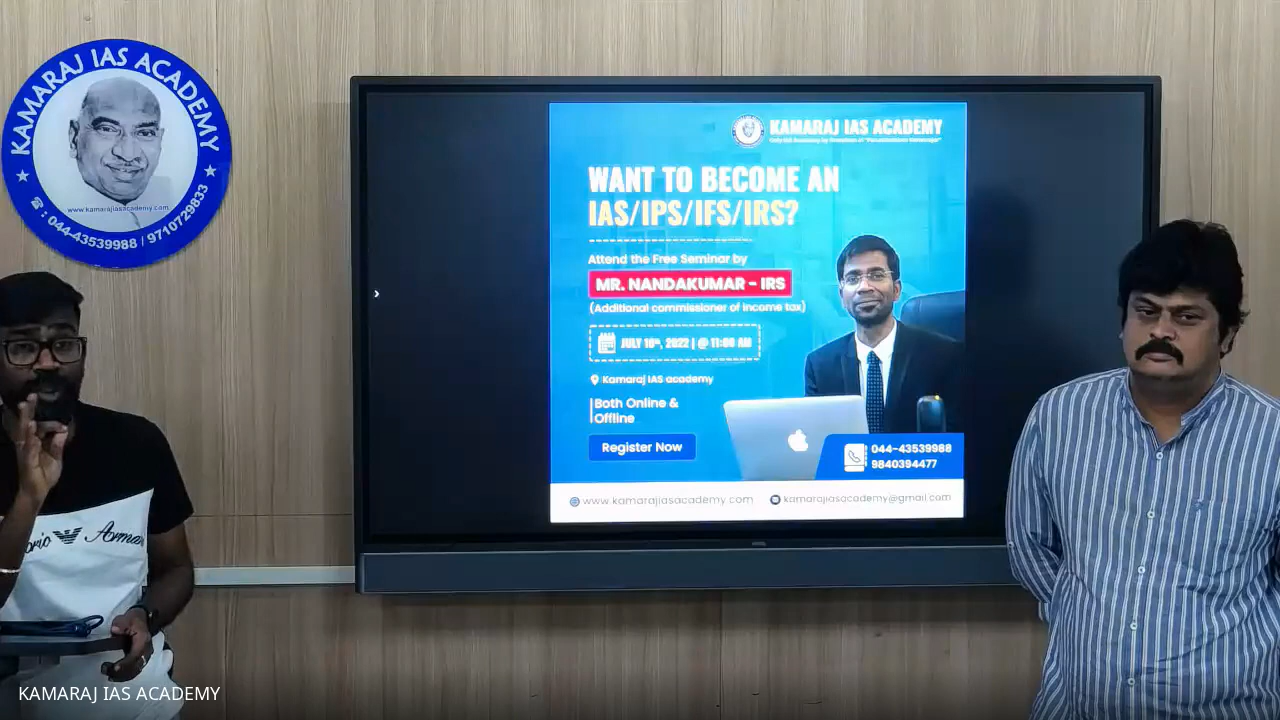 KAMARAJ IAS ACADEMY
www.kamarajiasacademy.com
☎ : 044-43539988 / 9710729833
KAMARAJ IAS ACADEMY
WANT TO BECOME AN
IAS/IPS/IFS/IRS?
Attend the Free Seminar by
MR. NANDAKUMAR - IRS
(Additional commissioner of income tax)
JULY 10th, 2022 | @ 11:00 AM
Kamaraj IAS academy
Both Online &
Offline
Register Now
044-43539988
9840394477
www.kamarajiasacademy.com
kamarajiasacademy@gmail.com
Arma
KAMARAJ IAS ACADEMY